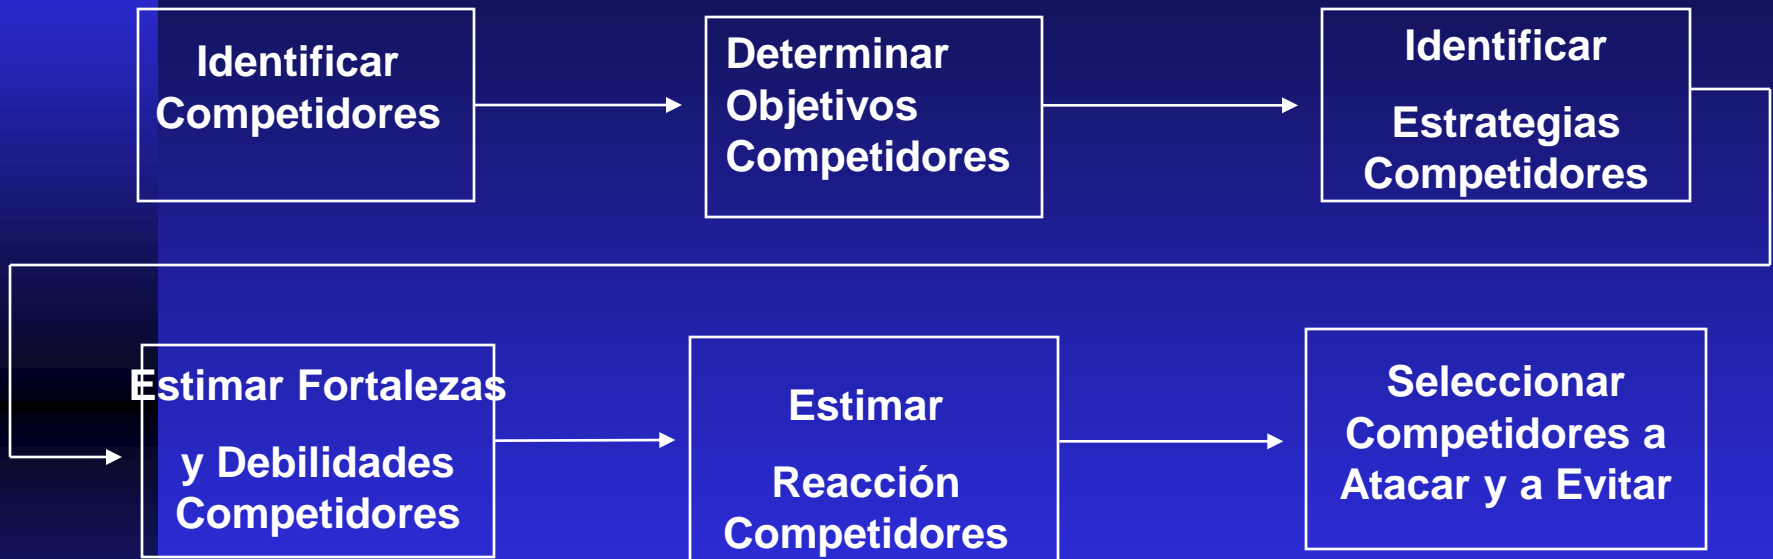 Identificar
Competidores
Determinar
Objetivos
Competidores
Identificar
Estrategias
Competidores
Estimar Fortalezas
y Debilidades
Competidores
Estimar
Reacción
Competidores
Seleccionar
Competidores a
Atacar y a Evitar